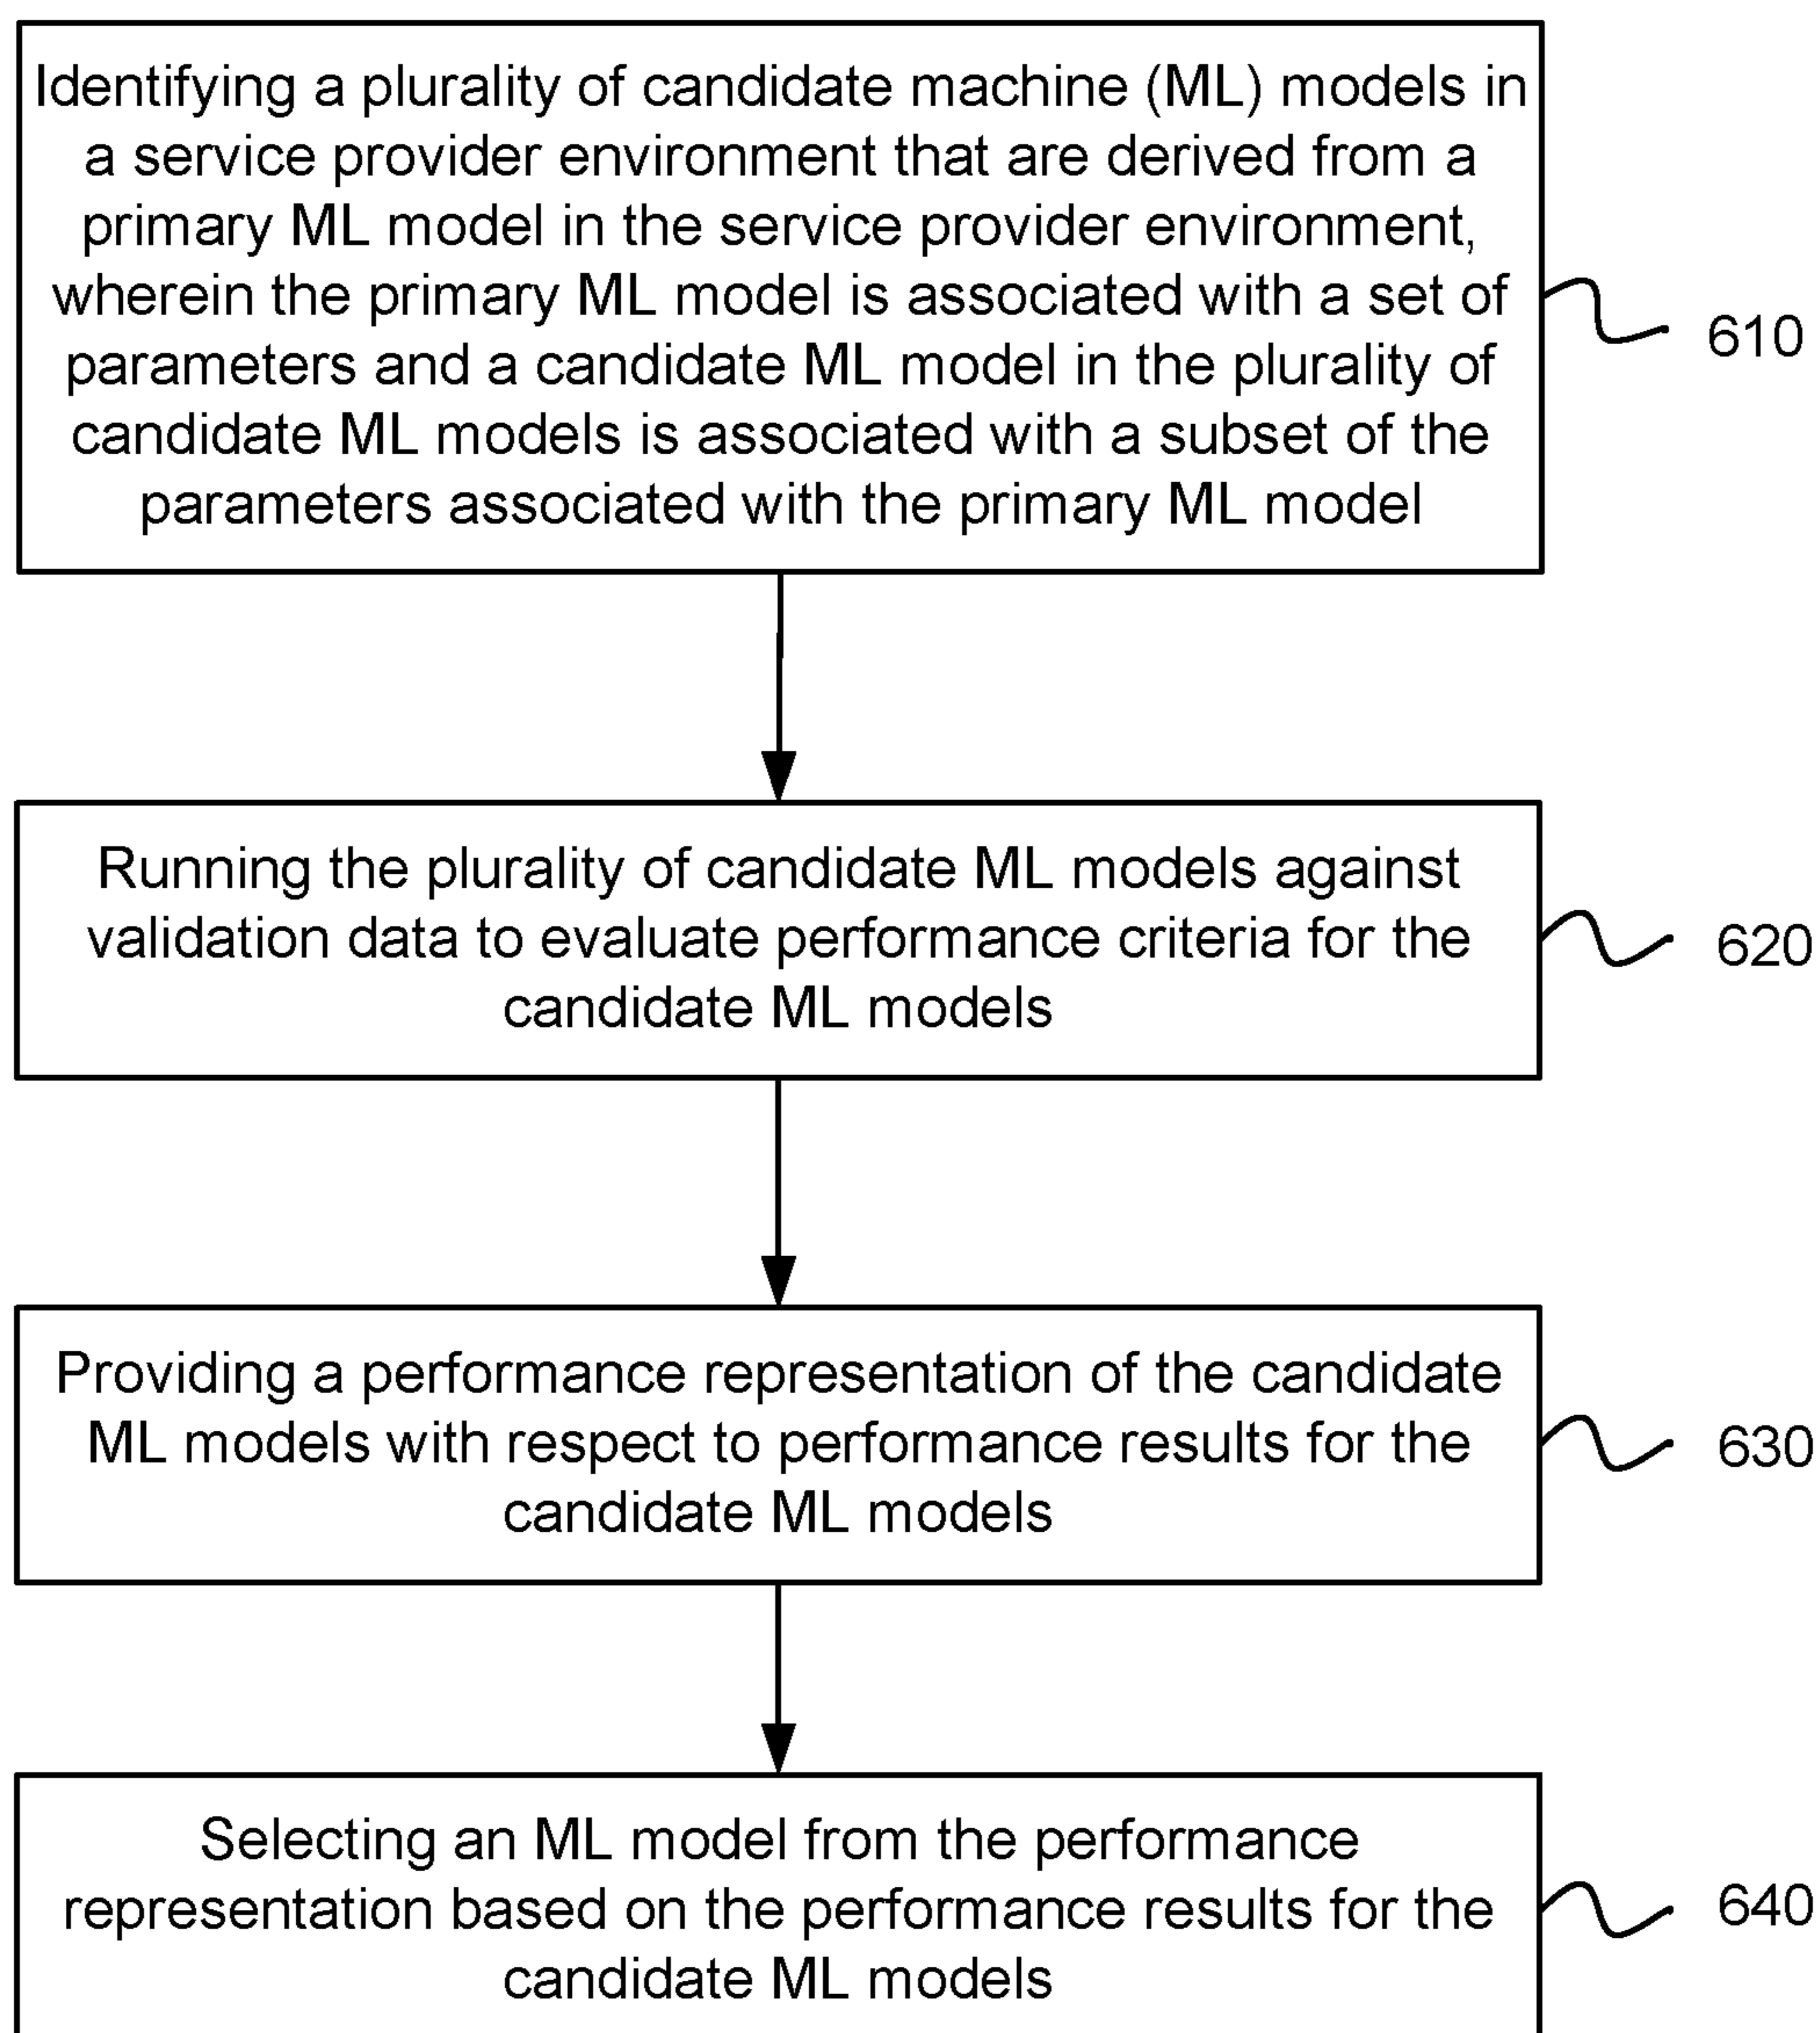 Identifying a plurality of candidate machine (ML) models in
a service provider environment that are derived from a
primary ML model in the service provider environment,
wherein the primary ML model is associated with a set of
parameters and a candidate ML model in the plurality of
candidate ML models is associated with a subset of the
parameters associated with the primary ML model
610
Running the plurality of candidate ML models against
validation data to evaluate performance criteria for the
candidate ML models
620
Providing a performance representation of the candidate
ML models with respect to performance results for the
candidate ML models
630
Selecting an ML model from the performance
representation based on the performance results for the
candidate ML models
640